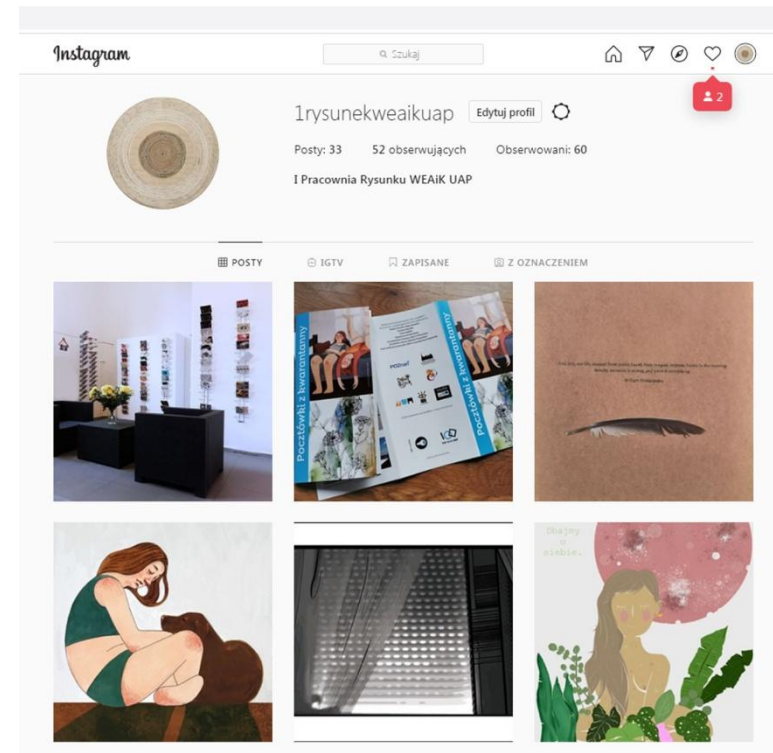 Instagram
Szukaj
2
1rysunekweaikuap
Edytuj profil
Posty: 33
52 obserwujących
Obserwowani: 60
I Pracownia Rysunku WEAiK UAP
POSTY
IGTV
ZAPISANE
Z OZNACZENIEM
Pocztówki z kwarantanny
POZnań*
Pocztówki z kwarantanny
Dbajmy
o
siebie.